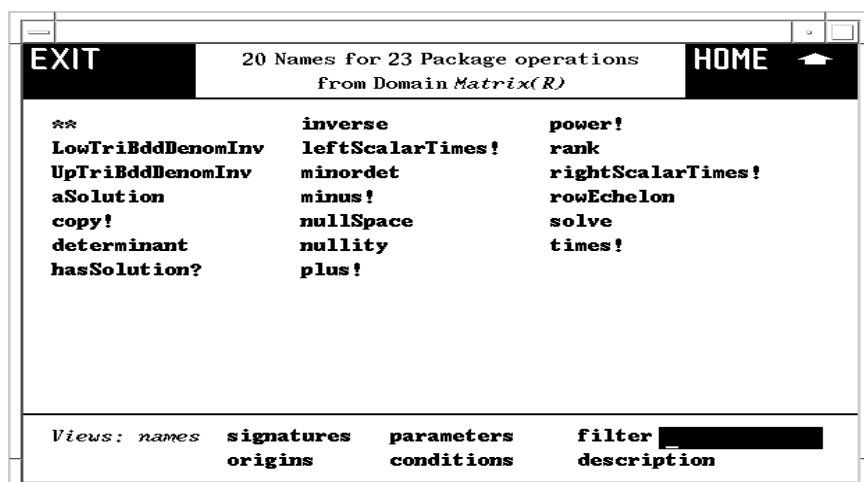 EXIT 20 Names for 23 Package operations HOME
from Domain Matrix(R)
** inverse power!
LowTriBddDenomInv leftScalarTimes! rank
UpTriBddDenomInv minordet rightScalarTimes!
aSolution minus! rowEchelon
copy! nullSpace solve
determinant nullity times!
hasSolution? plus!
Views: names signatures parameters filter _
origins conditions description